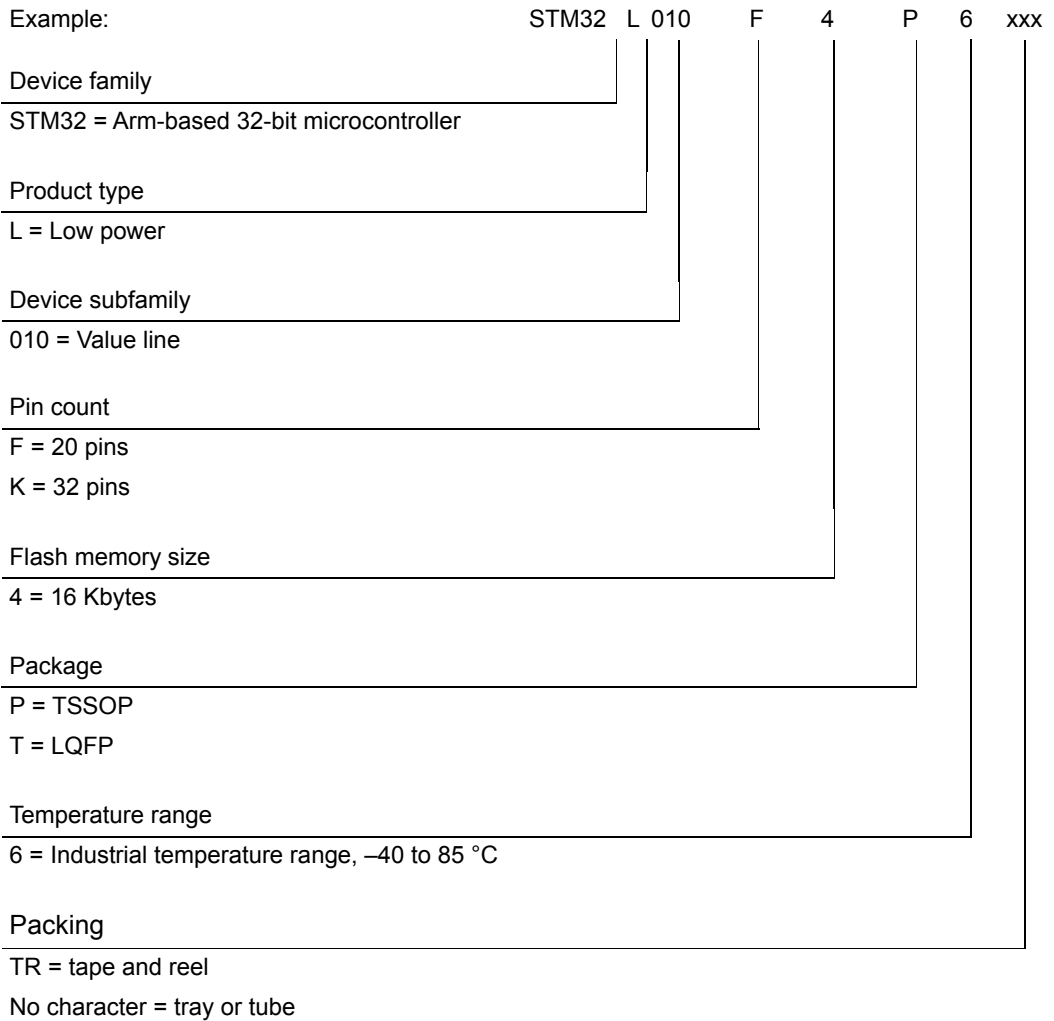 Example: STM32 L 010 F 4 P 6 xxx
Device family
STM32 = Arm-based 32-bit microcontroller
Product type
L = Low power
Device subfamily
010 = Value line
Pin count
F = 20 pins
K = 32 pins
Flash memory size
4 = 16 Kbytes
Package
P = TSSOP
T = LQFP
Temperature range
6 = Industrial temperature range, –40 to 85 °C
Packing
TR = tape and reel
No character = tray or tube